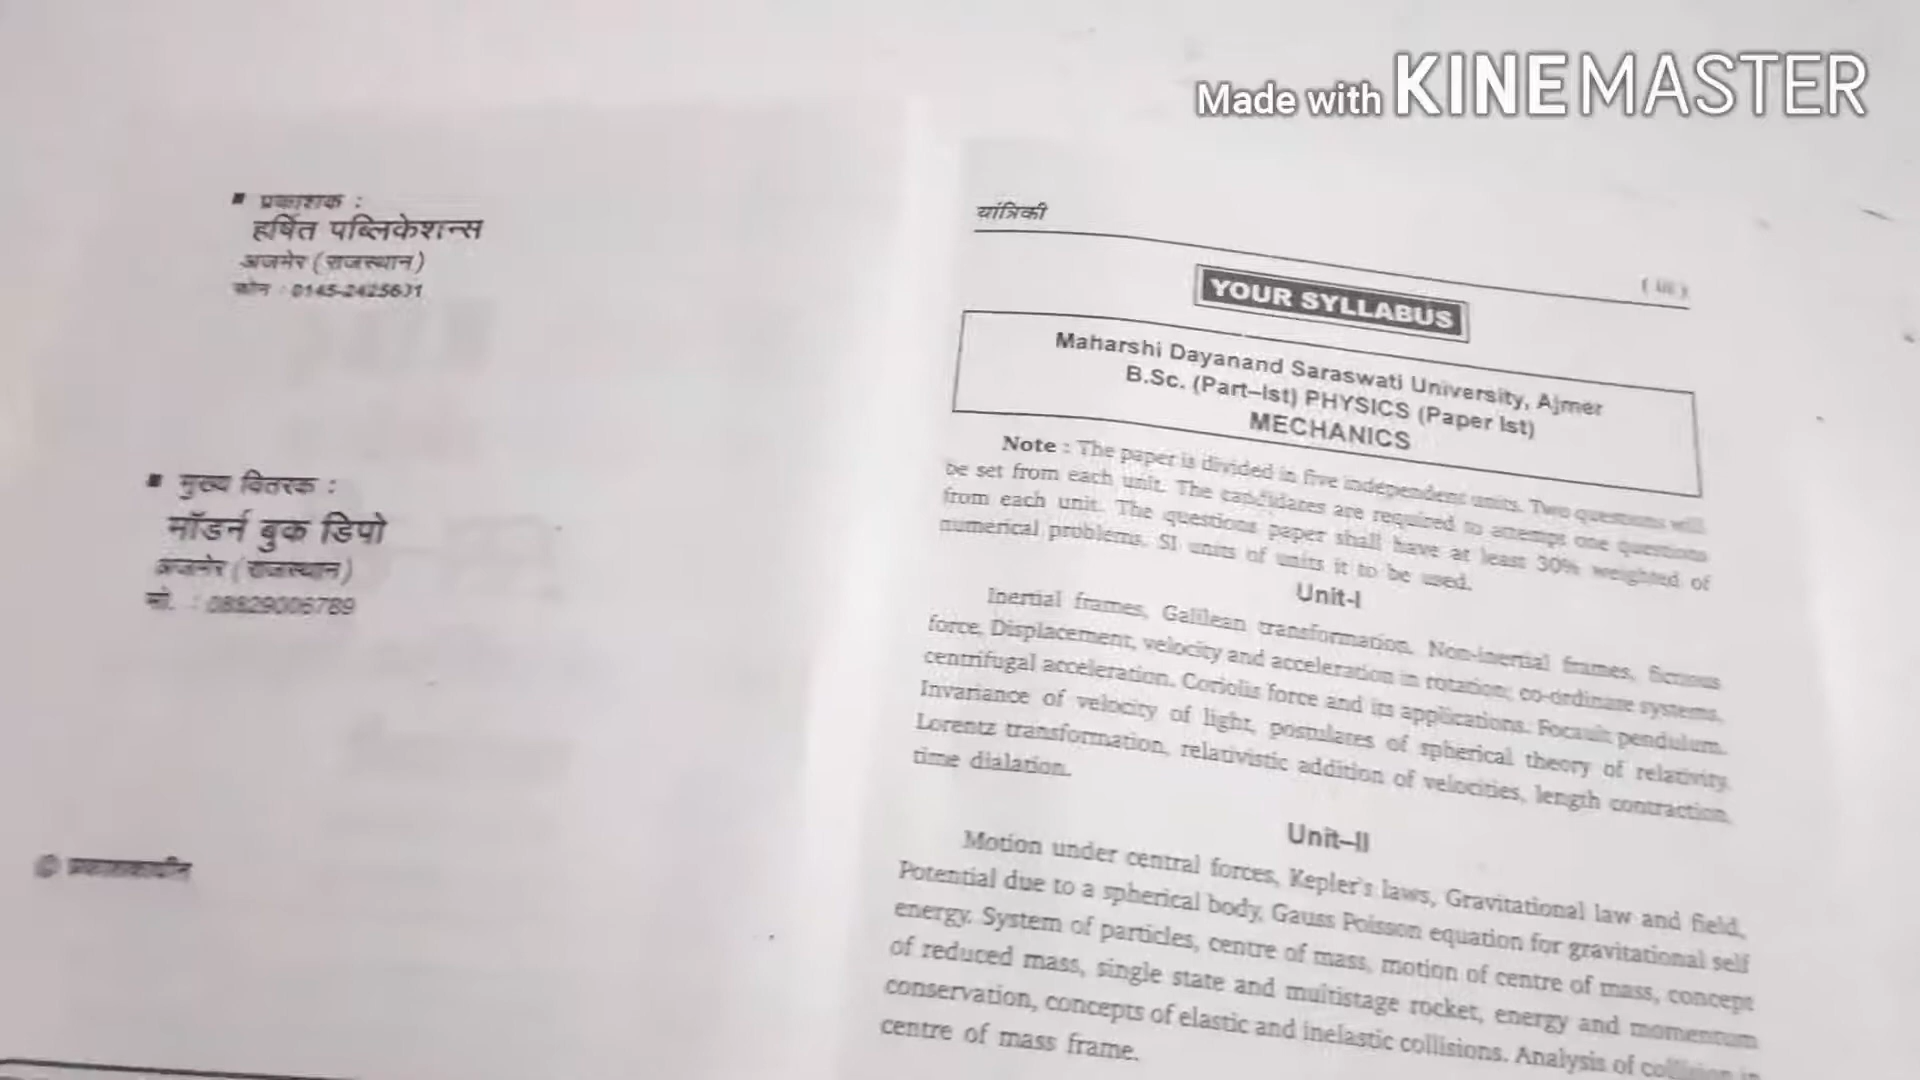 Made with KINEMASTER
■ प्रकाशक :
हर्षित पब्लिकेशन्स
अजमेर (राजस्थान)
फोन : 0145-2425601
■ मुख्य वितरक :
मॉडर्न बुक डिपो
अजमेर (राजस्थान)
मो. :
© प्रकाशकाधीन
यांत्रिकी
YOUR SYLLABUS
Maharshi Dayanand Saraswati University, Ajmer
B.Sc. (Part–Ist) PHYSICS (Paper Ist)
MECHANICS
Note : The paper is divided in five independent units. Two questions will
be set from each unit. The candidates are required to attempt one questions
from each unit. The questions paper shall have at least 30% weighted of
numerical problems. SI units of units it to be used.
Unit-I
Inertial frames, Galilean transformation, Non-inertial frames, fictious
force, Displacement, velocity and acceleration in rotation; co-ordinate systems,
centrifugal acceleration. Coriolis force and its applications. Focault pendulum.
Invariance of velocity of light, postulates of spherical theory of relativity,
Lorentz transformation, relativistic addition of velocities, length contraction,
time dialation.
Unit–II
Motion under central forces, Kepler's laws, Gravitational law and field,
Potential due to a spherical body, Gauss Poisson equation for gravitational self
energy. System of particles, centre of mass, motion of centre of mass, concept
of reduced mass, single state and multistage rocket, energy and momentum
conservation, concepts of elastic and inelastic collisions. Analysis of collision in
centre of mass frame.